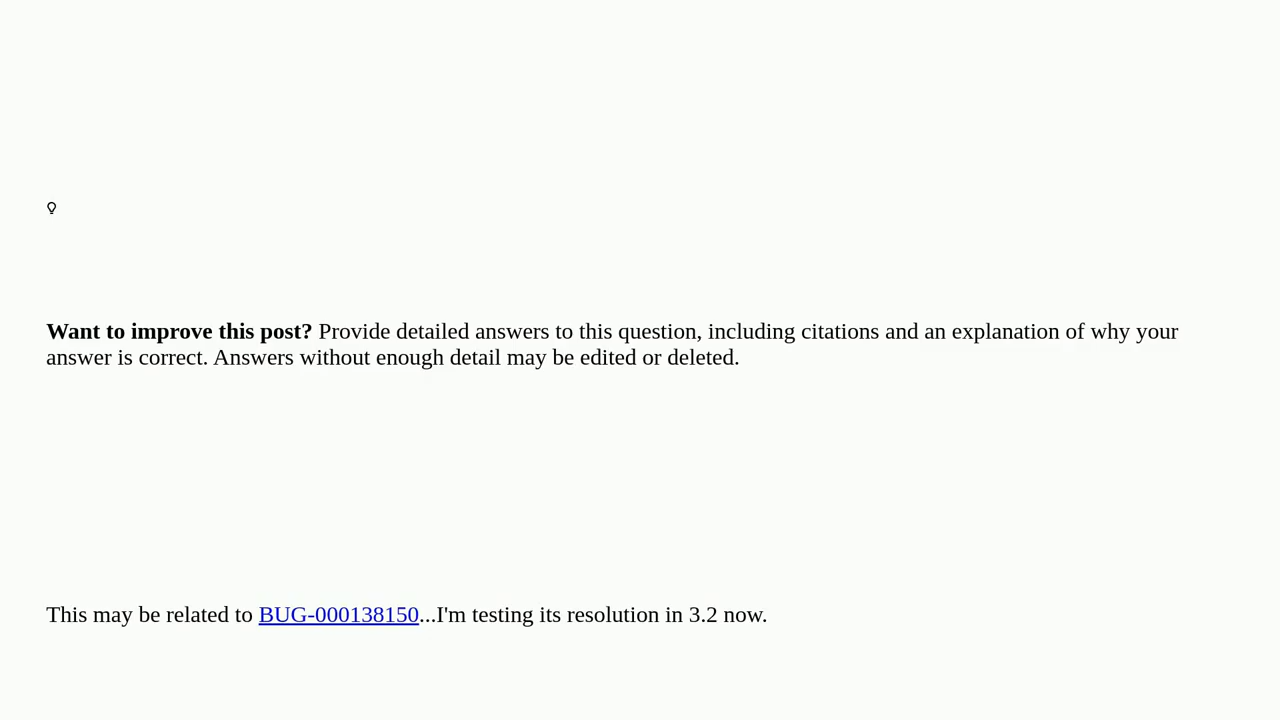 Want to improve this post? Provide detailed answers to this question, including citations and an explanation of why your
answer is correct. Answers without enough detail may be edited or deleted.
This may be related to BUG-000138150...I'm testing its resolution in 3.2 now.